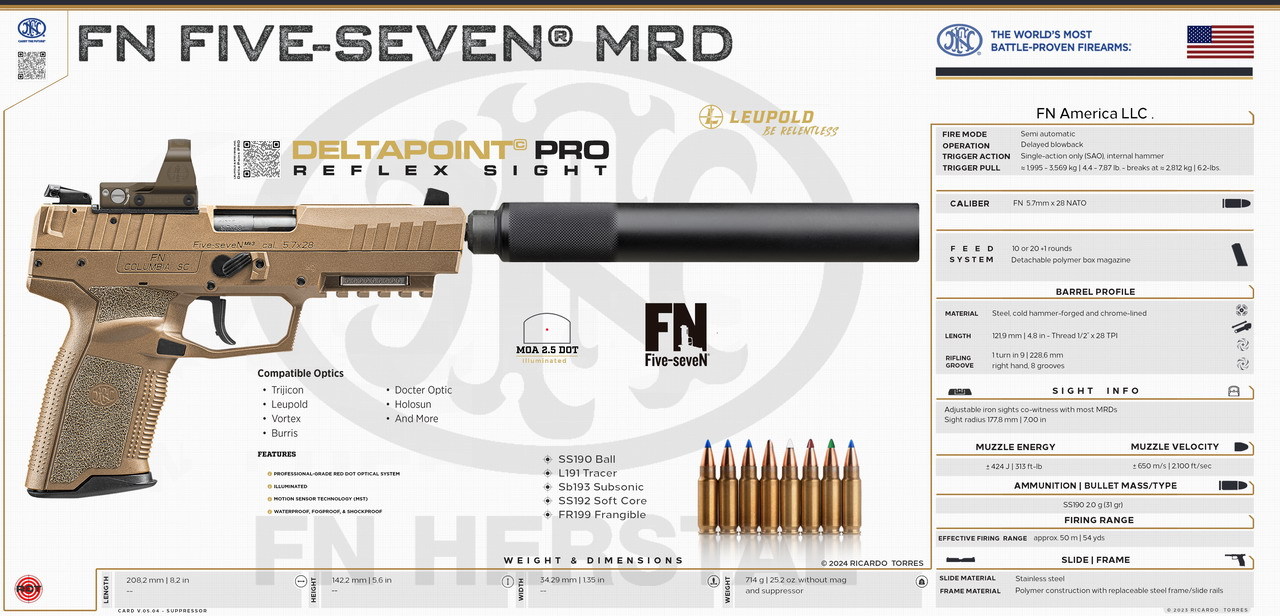 FN FIVE-SEVEN® MRD
FN
THE WORLD'S MOST
BATTLE-PROVEN FIREARMS.®
LEUPOLD
BE RELENTLESS
DELTAPOINT© PRO
REFLEX SIGHT
Five-seveN MK3 cal. 5.7x28
FN
COLUMBIA SC
MOA 2.5 DOT
illuminated
FN
Five-seveN®
Compatible Optics
• Trijicon
• Leupold
• Vortex
• Burris
• Docter Optic
• Holosun
• And More
FEATURES
PROFESSIONAL-GRADE RED DOT OPTICAL SYSTEM
ILLUMINATED
MOTION SENSOR TECHNOLOGY (MST)
WATERPROOF, FOGPROOF, & SHOCKPROOF
SS190 Ball
L191 Tracer
Sb193 Subsonic
SS192 Soft Core
FR199 Frangible
FN HERSTAL
© 2024 RICARDO TORRES
WEIGHT & DIMENSIONS
LENGTH
208.2 mm | 8.2 in
--
HEIGHT
142.2 mm | 5.6 in
--
WIDTH
34.29 mm | 1.35 in
--
WEIGHT
714 g | 25.2 oz. without mag
and suppressor
CARD V.05.04 - SUPPRESSOR
FN America LLC .
FIRE MODE Semi automatic
OPERATION Delayed blowback
TRIGGER ACTION Single-action only (SAO), internal hammer
TRIGGER PULL ≈ 1,995 - 3,569 kg | 4.4 - 7.87 lb. - breaks at ≈ 2,812 kg | 6.2-lbs.
CALIBER FN 5.7mm x 28 NATO
FEED SYSTEM
10 or 20 +1 rounds
Detachable polymer box magazine
BARREL PROFILE
MATERIAL Steel, cold hammer-forged and chrome-lined
LENGTH 121.9 mm | 4.8 in - Thread 1/2" x 28 TPI
RIFLING GROOVE
1 turn in 9 | 228,6 mm
right hand, 8 grooves
SIGHT INFO
Adjustable iron sights co-witness with most MRDs
Sight radius 177.8 mm | 7.00 in
MUZZLE ENERGY MUZZLE VELOCITY
± 424 J | 313 ft-lb ± 650 m/s | 2100 ft/sec
AMMUNITION | BULLET MASS/TYPE
SS190 2.0 g (31 gr)
FIRING RANGE
EFFECTIVE FIRING RANGE approx. 50 m | 54 yds
SLIDE | FRAME
SLIDE MATERIAL Stainless steel
FRAME MATERIAL Polymer construction with replaceable steel frame/slide rails
© 2023 RICARDO TORRES